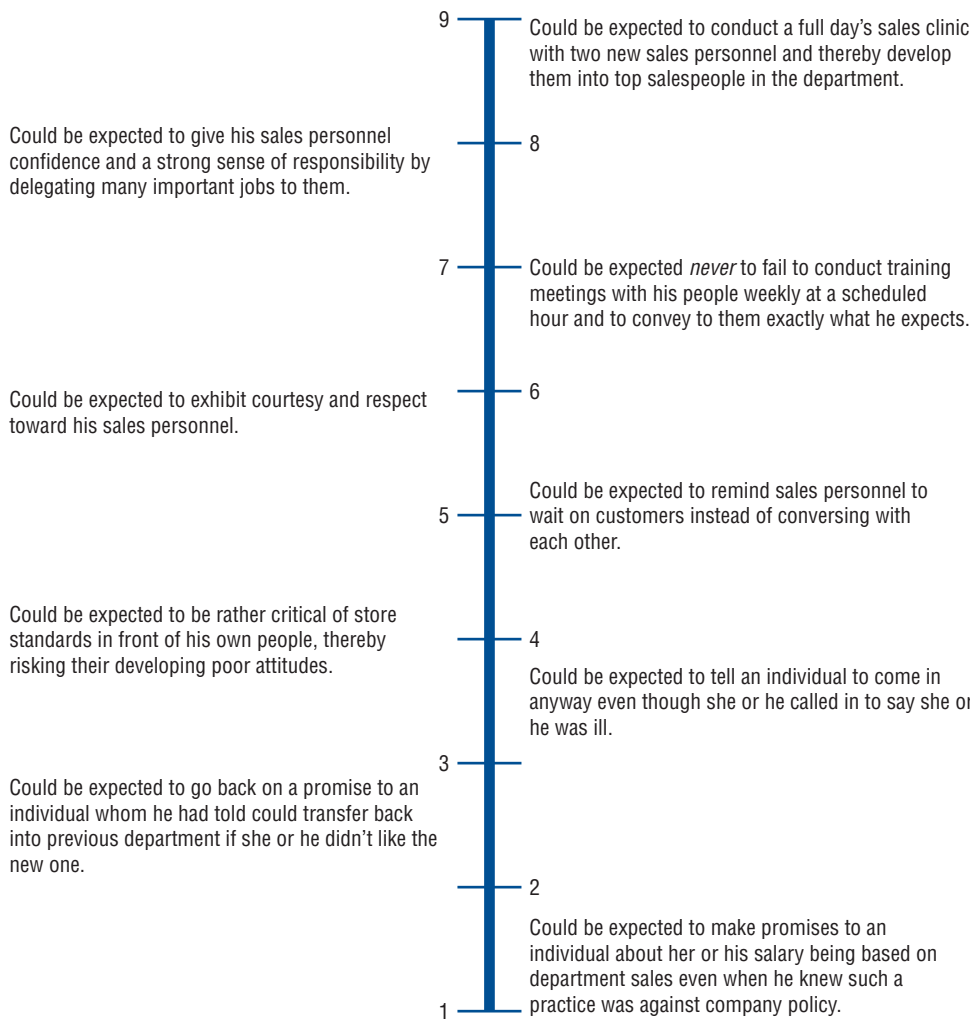 9
Could be expected to conduct a full day's sales clinic
with two new sales personnel and thereby develop
them into top salespeople in the department.
Could be expected to give his sales personnel
confidence and a strong sense of responsibility by
delegating many important jobs to them.
8
7
Could be expected never to fail to conduct training
meetings with his people weekly at a scheduled
hour and to convey to them exactly what he expects.
Could be expected to exhibit courtesy and respect
toward his sales personnel.
6
5
Could be expected to remind sales personnel to
wait on customers instead of conversing with
each other.
Could be expected to be rather critical of store
standards in front of his own people, thereby
risking their developing poor attitudes.
4
Could be expected to tell an individual to come in
anyway even though she or he called in to say she or
he was ill.
3
Could be expected to go back on a promise to an
individual whom he had told could transfer back
into previous department if she or he didn't like the
new one.
2
Could be expected to make promises to an
individual about her or his salary being based on
department sales even when he knew such a
practice was against company policy.
1